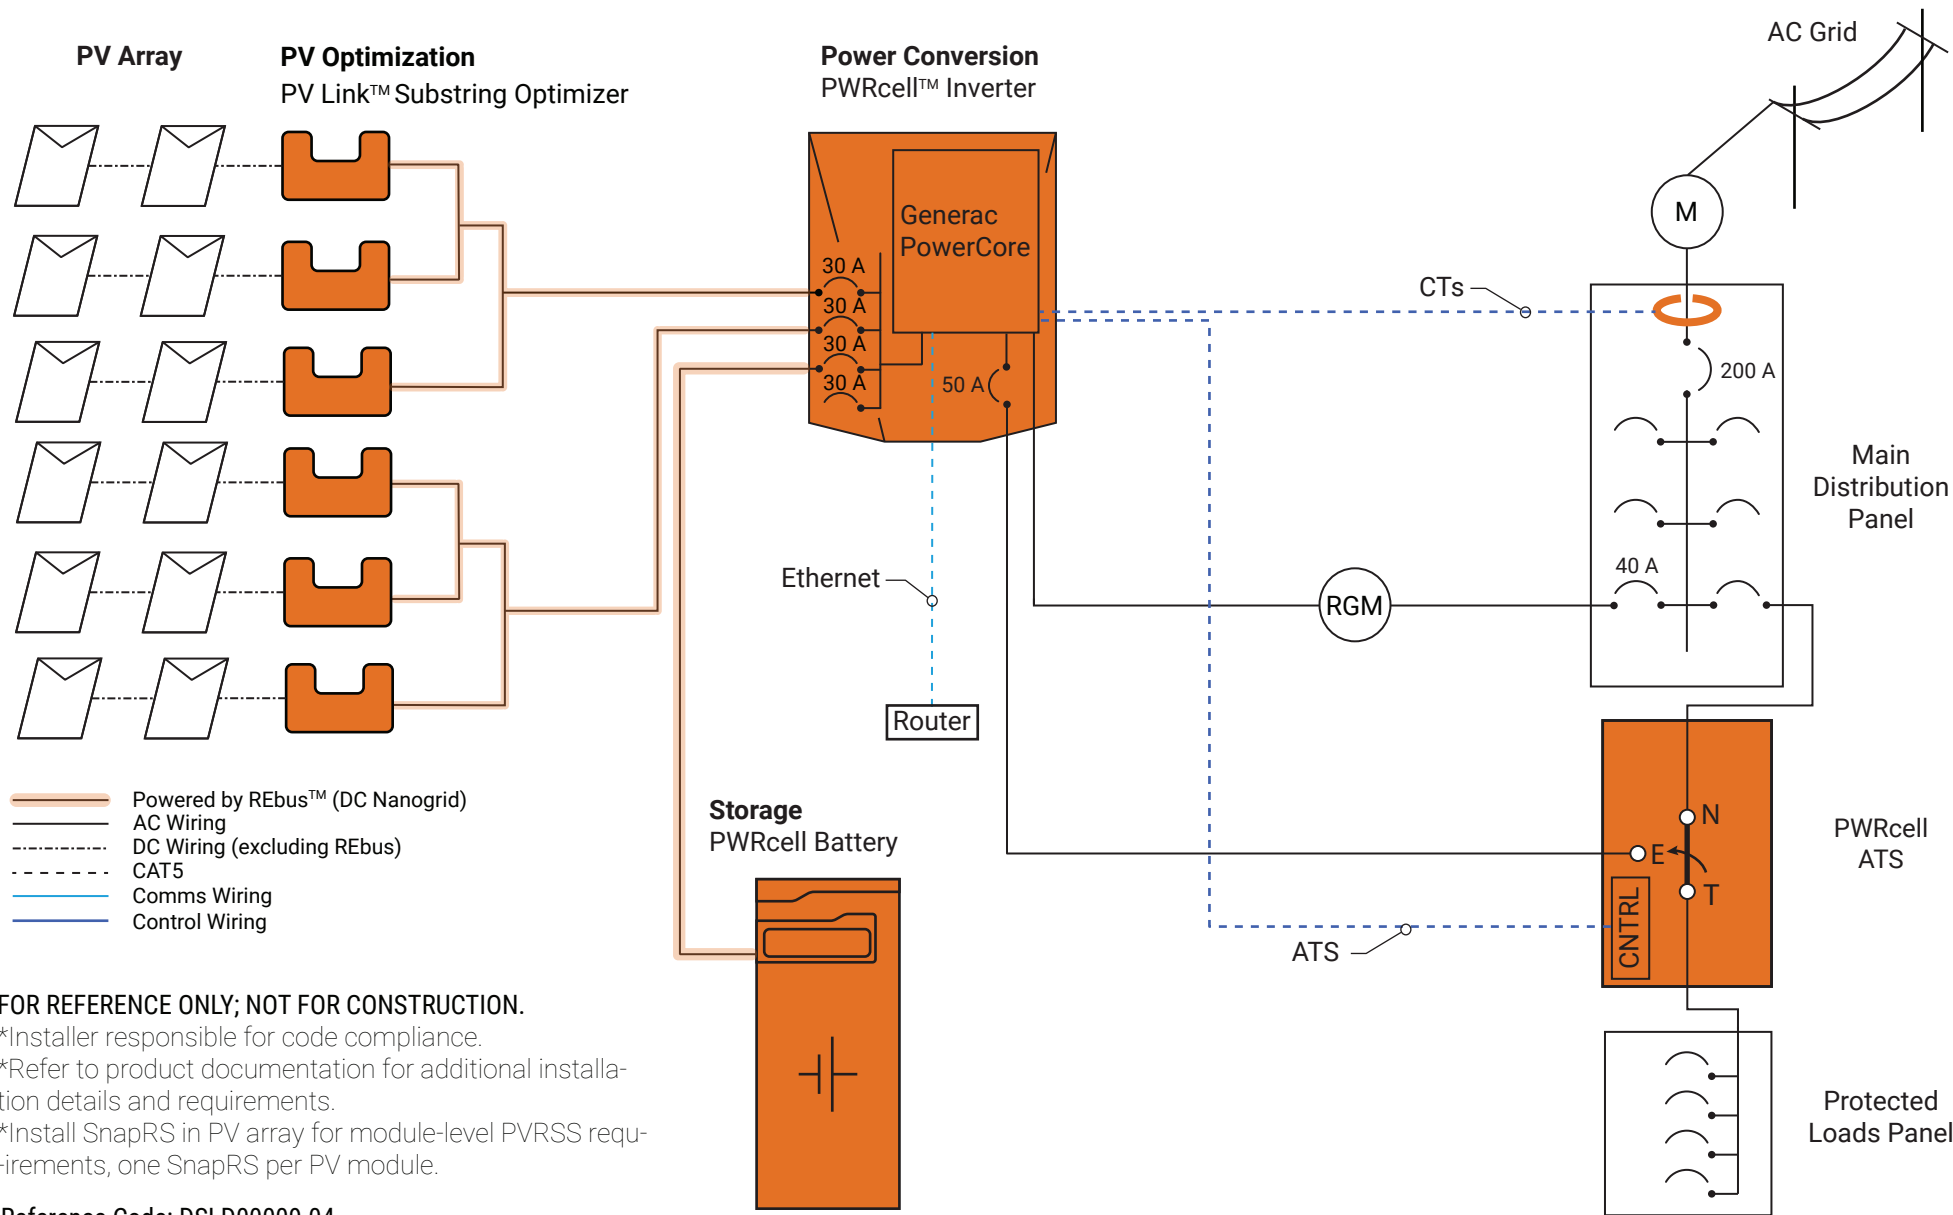 PV Array
PV Optimization
PV Link™ Substring Optimizer
Power Conversion
PWRcell™ Inverter
AC Grid
M
Generac
PowerCore
30 A
30 A
30 A
30 A
50 A
CTs
200 A
Main
Distribution
Panel
40 A
Ethernet
RGM
Router
Powered by REbus™ (DC Nanogrid)
AC Wiring
DC Wiring (excluding REbus)
CAT5
Comms Wiring
Control Wiring
Storage
PWRcell Battery
N
E
T
CNTRL
PWRcell
ATS
ATS
FOR REFERENCE ONLY; NOT FOR CONSTRUCTION.
*Installer responsible for code compliance.
*Refer to product documentation for additional installa-
tion details and requirements.
*Install SnapRS in PV array for module-level PVRSS requ-
-irements, one SnapRS per PV module.
Protected
Loads Panel
Reference Code: DSLD00000-04